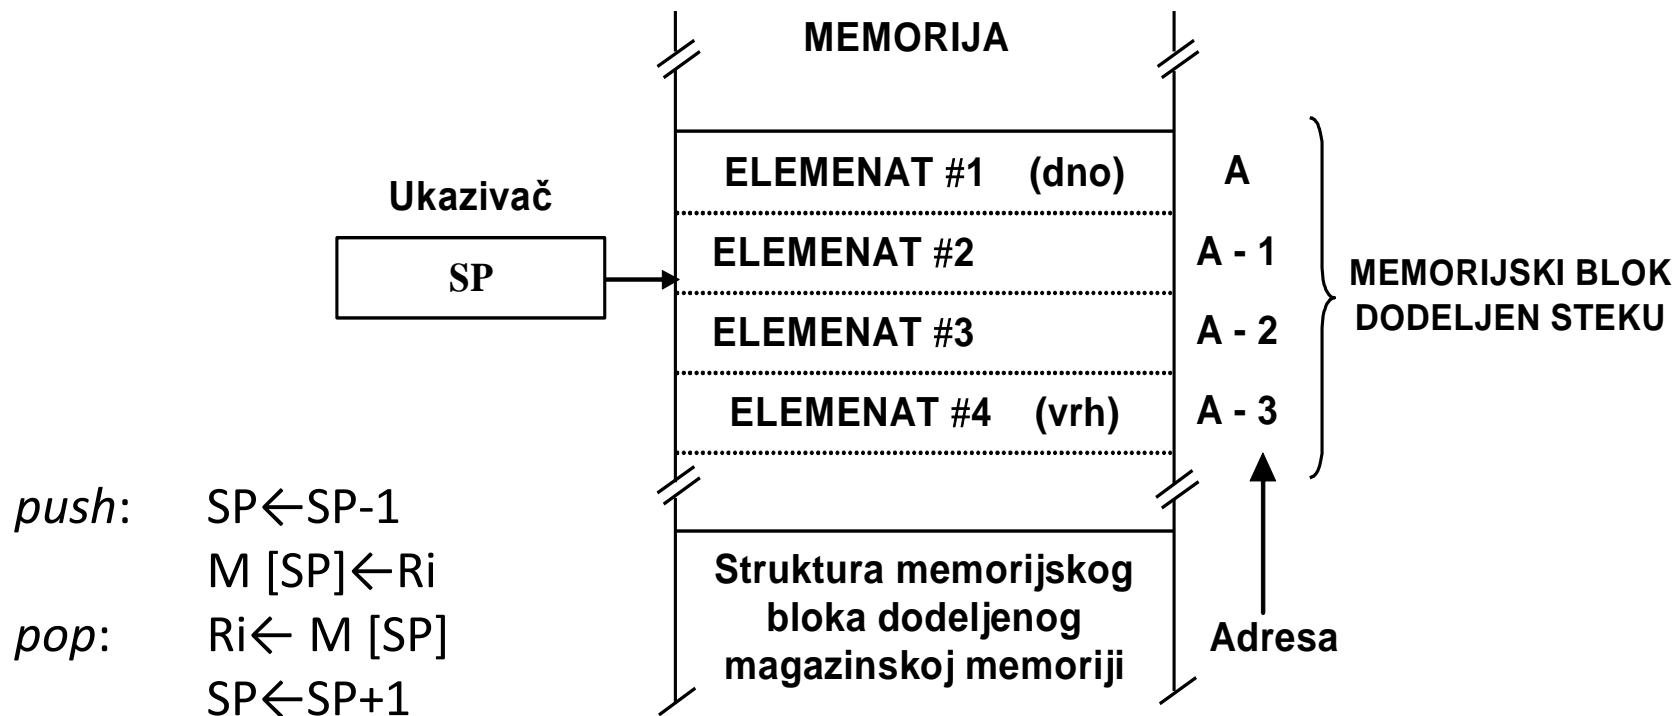 MEMORIJA
ELEMENAT #1 (dno) A
Ukazivač
SP
ELEMENAT #2 A - 1
ELEMENAT #3 A - 2
ELEMENAT #4 (vrh) A - 3
MEMORIJSKI BLOK
DODELJEN STEKU
push: SP←SP-1
M [SP]←Ri
pop: Ri← M [SP]
SP←SP+1
Struktura memorijskog
bloka dodeljenog
magazinskoj memoriji
Adresa